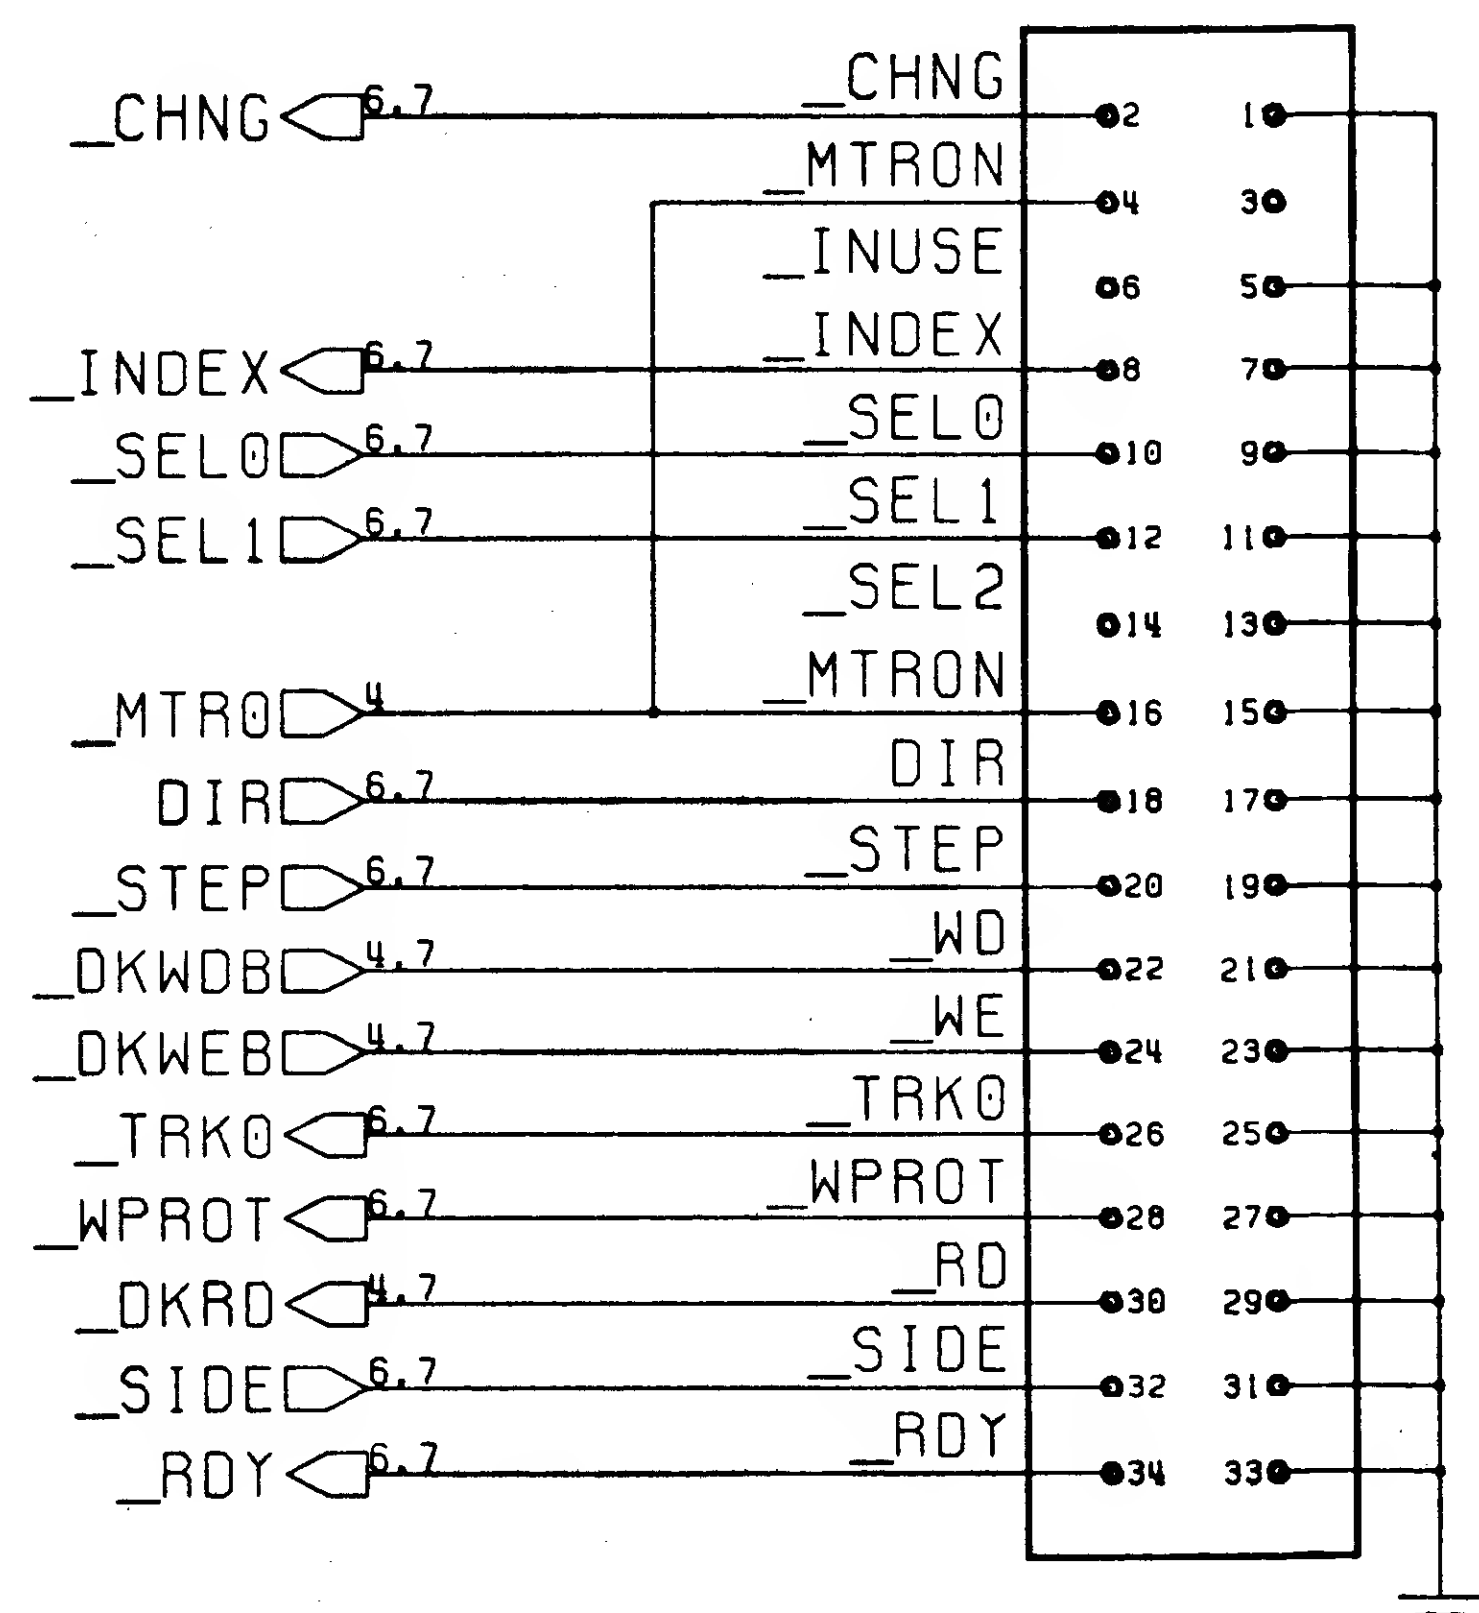 _CHNG
_CHNG 6.7 2 1
_MTRON
4 3
_INUSE
6 5
_INDEX
_INDEX 6.7 8 7
_SEL0
_SEL0 6.7 10 9
_SEL1
_SEL1 6.7 12 11
_SEL2
14 13
_MTRON
_MTR0 4 16 15
DIR
DIR 6.7 18 17
_STEP
_STEP 6.7 20 19
_WD
_DKWDB 4.7 22 21
_WE
_DKWEB 4.7 24 23
_TRK0
_TRK0 6.7 26 25
_WPROT
_WPROT 6.7 28 27
_RD
_DKRD 4.7 30 29
_SIDE
_SIDE 6.7 32 31
_RDY
_RDY 6.7 34 33